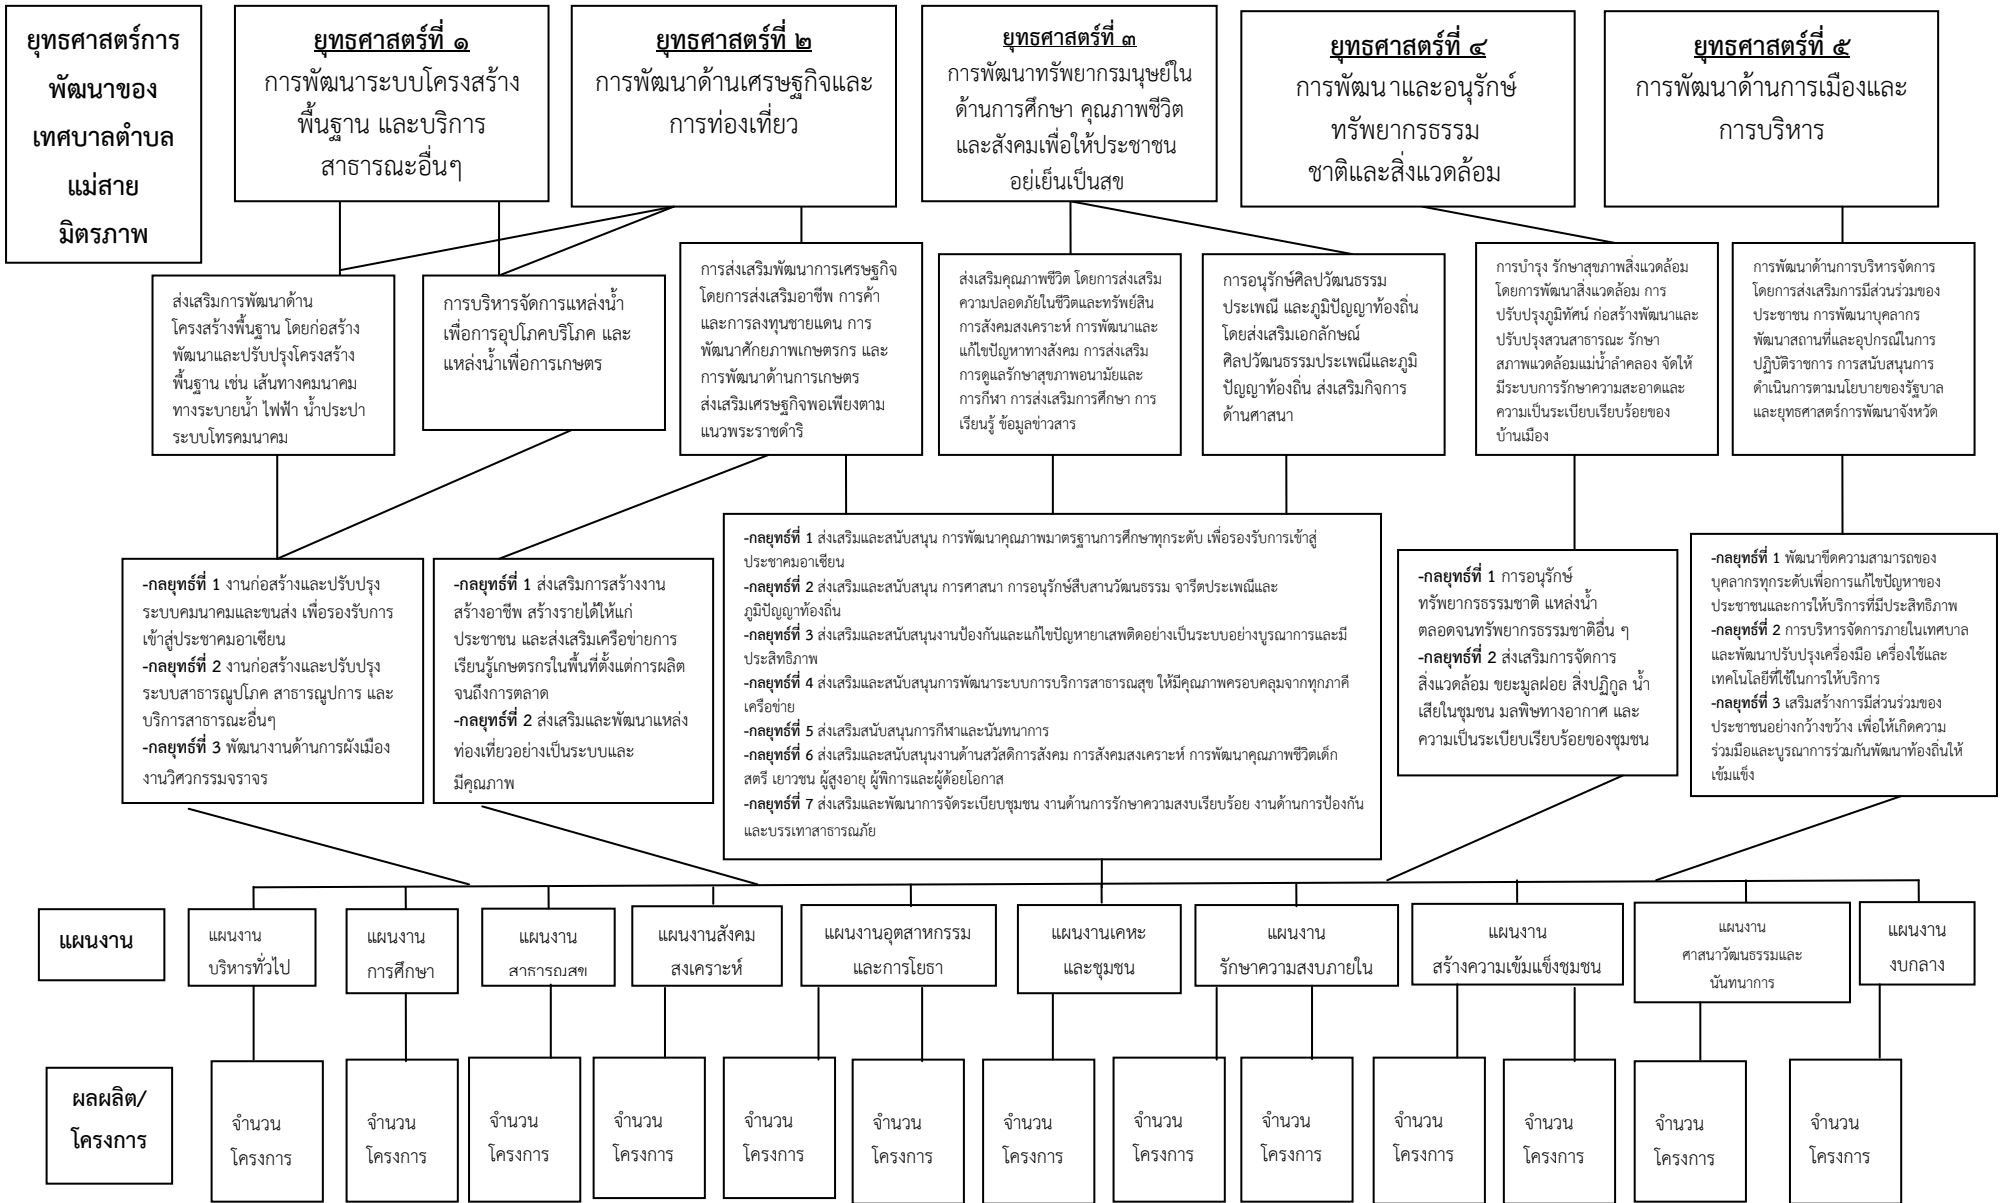 ยุทธศาสตร์การ
พัฒนาของ
เทศบาลตำบล
แม่สาย
มิตรภาพ
ยุทธศาสตร์ที่ ๑
การพัฒนาระบบโครงสร้าง
พื้นฐาน และบริการ
สาธารณะอื่นๆ
ยุทธศาสตร์ที่ ๒
การพัฒนาด้านเศรษฐกิจและ
การท่องเที่ยว
ยุทธศาสตร์ที่ ๓
การพัฒนาทรัพยากรมนุษย์ใน
ด้านการศึกษา คุณภาพชีวิต
และสังคมเพื่อให้ประชาชน
อยู่เย็นเป็นสุข
ยุทธศาสตร์ที่ ๔
การพัฒนาและอนุรักษ์
ทรัพยากรธรรม
ชาติและสิ่งแวดล้อม
ยุทธศาสตร์ที่ ๕
การพัฒนาด้านการเมืองและ
การบริหาร
ส่งเสริมการพัฒนาด้าน
โครงสร้างพื้นฐาน โดยก่อสร้าง
พัฒนาและปรับปรุงโครงสร้าง
พื้นฐาน เช่น เส้นทางคมนาคม
ทางระบายน้ำ ไฟฟ้า น้ำประปา
ระบบโทรคมนาคม
การบริหารจัดการแหล่งน้ำ
เพื่อการอุปโภคบริโภค และ
แหล่งน้ำเพื่อการเกษตร
การส่งเสริมพัฒนาการเศรษฐกิจ
โดยการส่งเสริมอาชีพ การค้า
และการลงทุนชายแดน การ
พัฒนาศักยภาพเกษตรกร และ
การพัฒนาด้านการเกษตร
ส่งเสริมเศรษฐกิจพอเพียงตาม
แนวพระราชดำริ
ส่งเสริมคุณภาพชีวิต โดยการส่งเสริม
ความปลอดภัยในชีวิตและทรัพย์สิน
การสังคมสงเคราะห์ การพัฒนาและ
แก้ไขปัญหาทางสังคม การส่งเสริม
การดูแลรักษาสุขภาพอนามัยและ
การกีฬา การส่งเสริมการศึกษา การ
เรียนรู้ ข้อมูลข่าวสาร
การอนุรักษ์ศิลปวัฒนธรรม
ประเพณี และภูมิปัญญาท้องถิ่น
โดยส่งเสริมเอกลักษณ์
ศิลปวัฒนธรรมประเพณีและภูมิ
ปัญญาท้องถิ่น ส่งเสริมกิจการ
ด้านศาสนา
การบำรุง รักษาสุขภาพสิ่งแวดล้อม
โดยการพัฒนาสิ่งแวดล้อม การ
ปรับปรุงภูมิทัศน์ ก่อสร้างพัฒนาและ
ปรับปรุงสวนสาธารณะ รักษา
สภาพแวดล้อมแม่น้ำลำคลอง จัดให้
มีระบบการรักษาความสะอาดและ
ความเป็นระเบียบเรียบร้อยของ
บ้านเมือง
การพัฒนาด้านการบริหารจัดการ
โดยการส่งเสริมการมีส่วนร่วมของ
ประชาชน การพัฒนาบุคลากร
พัฒนาสถานที่และอุปกรณ์ในการ
ปฏิบัติราชการ การสนับสนุนการ
ดำเนินการตามนโยบายของรัฐบาล
และยุทธศาสตร์การพัฒนาจังหวัด
-กลยุทธ์ที่ 1 งานก่อสร้างและปรับปรุง
ระบบคมนาคมและขนส่ง เพื่อรองรับการ
เข้าสู่ประชาคมอาเซียน
-กลยุทธ์ที่ 2 งานก่อสร้างและปรับปรุง
ระบบสาธารณูปโภค สาธารณูปการ และ
บริการสาธารณะอื่นๆ
-กลยุทธ์ที่ 3 พัฒนางานด้านการผังเมือง
งานวิศวกรรมจราจร
-กลยุทธ์ที่ 1 ส่งเสริมการสร้างงาน
สร้างอาชีพ สร้างรายได้ให้แก่
ประชาชน และส่งเสริมเครือข่ายการ
เรียนรู้เกษตรกรในพื้นที่ตั้งแต่การผลิต
จนถึงการตลาด
-กลยุทธ์ที่ 2 ส่งเสริมและพัฒนาแหล่ง
ท่องเที่ยวอย่างเป็นระบบและ
มีคุณภาพ
-กลยุทธ์ที่ 1 ส่งเสริมและสนับสนุน การพัฒนาคุณภาพมาตรฐานการศึกษาทุกระดับ เพื่อรองรับการเข้าสู่
ประชาคมอาเซียน
-กลยุทธ์ที่ 2 ส่งเสริมและสนับสนุน การศาสนา การอนุรักษ์สืบสานวัฒนธรรม จารีตประเพณีและ
ภูมิปัญญาท้องถิ่น
-กลยุทธ์ที่ 3 ส่งเสริมและสนับสนุนงานป้องกันและแก้ไขปัญหายาเสพติดอย่างเป็นระบบอย่างบูรณาการและมี
ประสิทธิภาพ
-กลยุทธ์ที่ 4 ส่งเสริมและสนับสนุนการพัฒนาระบบการบริการสาธารณสุข ให้มีคุณภาพครอบคลุมจากทุกภาคี
เครือข่าย
-กลยุทธ์ที่ 5 ส่งเสริมสนับสนุนการกีฬาและนันทนาการ
-กลยุทธ์ที่ 6 ส่งเสริมและสนับสนุนงานด้านสวัสดิการสังคม การสังคมสงเคราะห์ การพัฒนาคุณภาพชีวิตเด็ก
สตรี เยาวชน ผู้สูงอายุ ผู้พิการและผู้ด้อยโอกาส
-กลยุทธ์ที่ 7 ส่งเสริมและพัฒนาการจัดระเบียบชุมชน งานด้านการรักษาความสงบเรียบร้อย งานด้านการป้องกัน
และบรรเทาสาธารณภัย
-กลยุทธ์ที่ 1 การอนุรักษ์
ทรัพยากรธรรมชาติ แหล่งน้ำ
ตลอดจนทรัพยากรธรรมชาติอื่น ๆ
-กลยุทธ์ที่ 2 ส่งเสริมการจัดการ
สิ่งแวดล้อม ขยะมูลฝอย สิ่งปฏิกูล น้ำ
เสียในชุมชน มลพิษทางอากาศ และ
ความเป็นระเบียบเรียบร้อยของชุมชน
-กลยุทธ์ที่ 1 พัฒนาขีดความสามารถของ
บุคลากรทุกระดับเพื่อการแก้ไขปัญหาของ
ประชาชนและการให้บริการที่มีประสิทธิภาพ
-กลยุทธ์ที่ 2 การบริหารจัดการภายในเทศบาล
และพัฒนาปรับปรุงเครื่องมือ เครื่องใช้และ
เทคโนโลยีที่ใช้ในการให้บริการ
-กลยุทธ์ที่ 3 เสริมสร้างการมีส่วนร่วมของ
ประชาชนอย่างกว้างขว้าง เพื่อให้เกิดความ
ร่วมมือและบูรณาการร่วมกันพัฒนาท้องถิ่นให้
เข้มแข็ง
แผนงาน
แผนงาน
บริหารทั่วไป
แผนงาน
การศึกษา
แผนงาน
สาธารณสุข
แผนงานสังคม
สงเคราะห์
แผนงานอุตสาหกรรม
และการโยธา
แผนงานเคหะ
และชุมชน
แผนงาน
รักษาความสงบภายใน
แผนงาน
สร้างความเข้มแข็งชุมชน
แผนงาน
ศาสนาวัฒนธรรมและ
นันทนาการ
แผนงาน
งบกลาง
ผลผลิต/
โครงการ
จำนวน
โครงการ
จำนวน
โครงการ
จำนวน
โครงการ
จำนวน
โครงการ
จำนวน
โครงการ
จำนวน
โครงการ
จำนวน
โครงการ
จำนวน
โครงการ
จำนวน
โครงการ
จำนวน
โครงการ
จำนวน
โครงการ
จำนวน
โครงการ
จำนวน
โครงการ